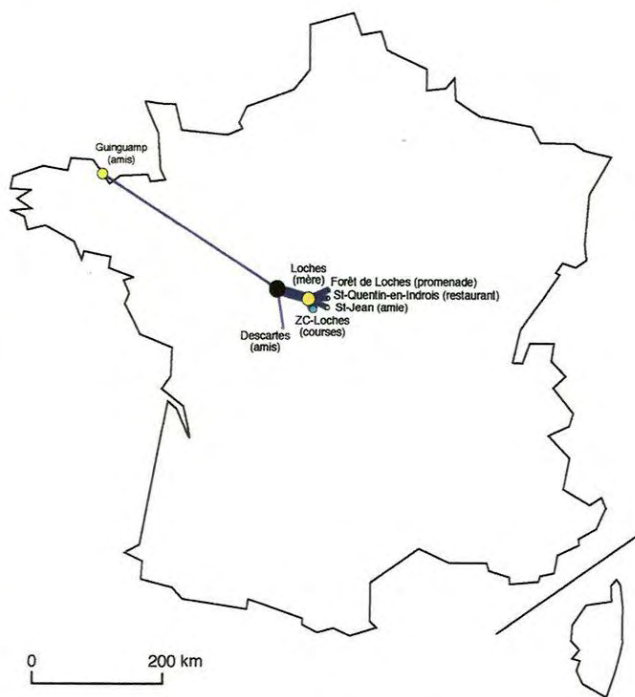 Guinguamp
(amis)
Loches
(mère)
Forêt de Loches (promenade)
St-Quentin-en-Indrois (restaurant)
St-Jean (amie)
ZC-Loches
(courses)
Descartes
(amis)
0 200 km